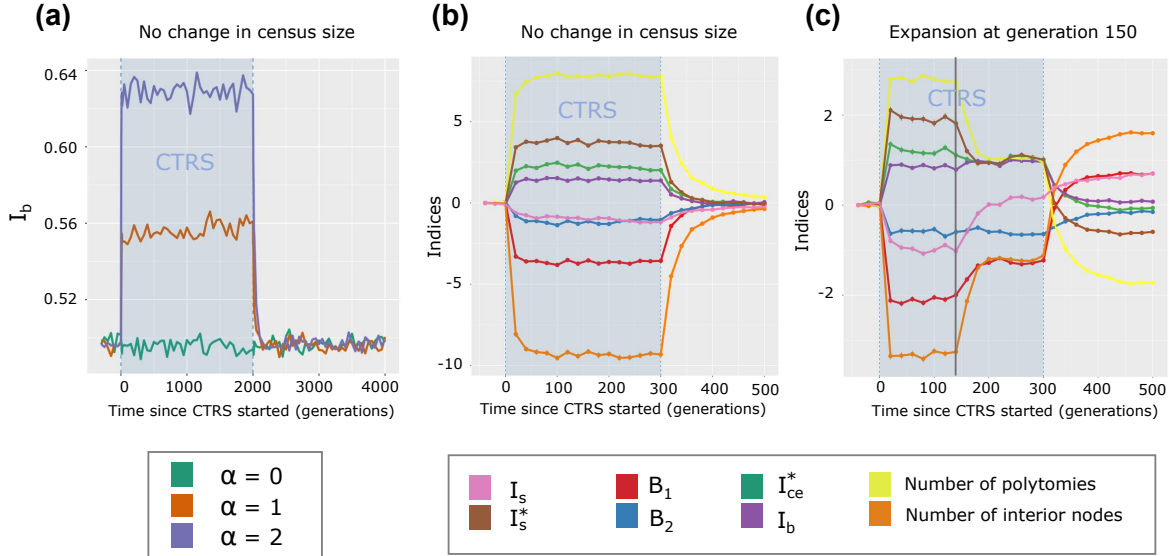 (a)
No change in census size
I_b
0.64
0.60
0.56
0.52
CTRS
0 1000 2000 3000 4000
Time since CTRS started (generations)
α = 0
α = 1
α = 2
(b)
No change in census size
Indices
5
0
-5
-10
CTRS
0 100 200 300 400 500
Time since CTRS started (generations)
(c)
Expansion at generation 150
Indices
2
0
-2
CTRS
0 100 200 300 400 500
Time since CTRS started (generations)
I_s B_1 I*_ce Number of polytomies
I*_s B_2 I_b Number of interior nodes